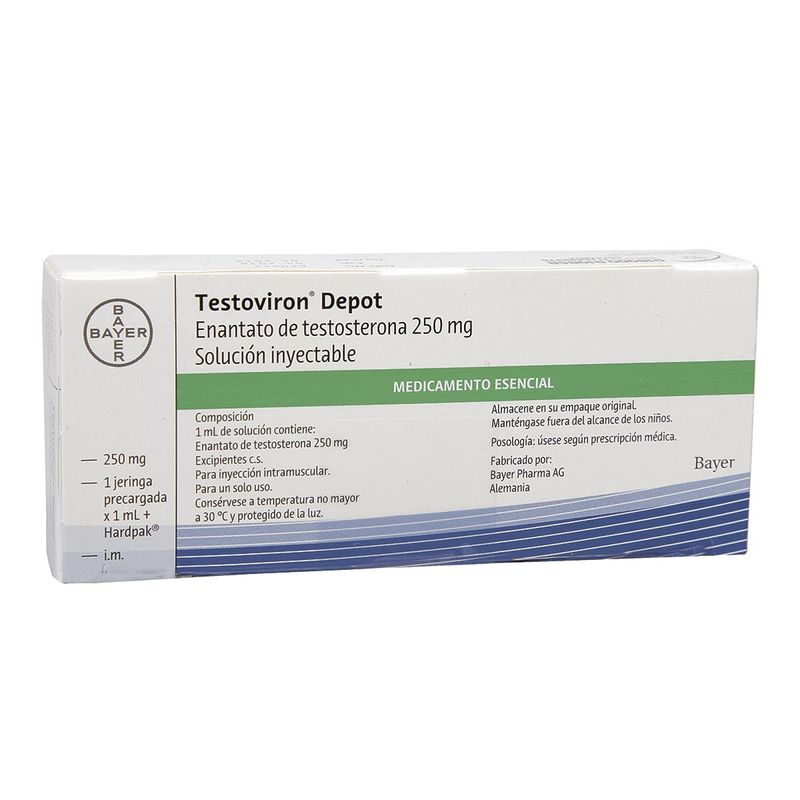 BAYER
BAYER
250 mg
1 jeringa
precargada
x 1 mL +
Hardpak®
i.m.
Testoviron® Depot
Enantato de testosterona 250 mg
Solución inyectable
MEDICAMENTO ESENCIAL
Composición
1 mL de solución contiene:
Enantato de testosterona 250 mg
Excipientes c.s.
Para inyección intramuscular.
Para un solo uso.
Consérvese a temperatura no mayor
a 30 °C y protegido de la luz.
Almacene en su empaque original.
Manténgase fuera del alcance de los niños.
Posología: úsese según prescripción médica.
Fabricado por:
Bayer Pharma AG
Alemania
Bayer